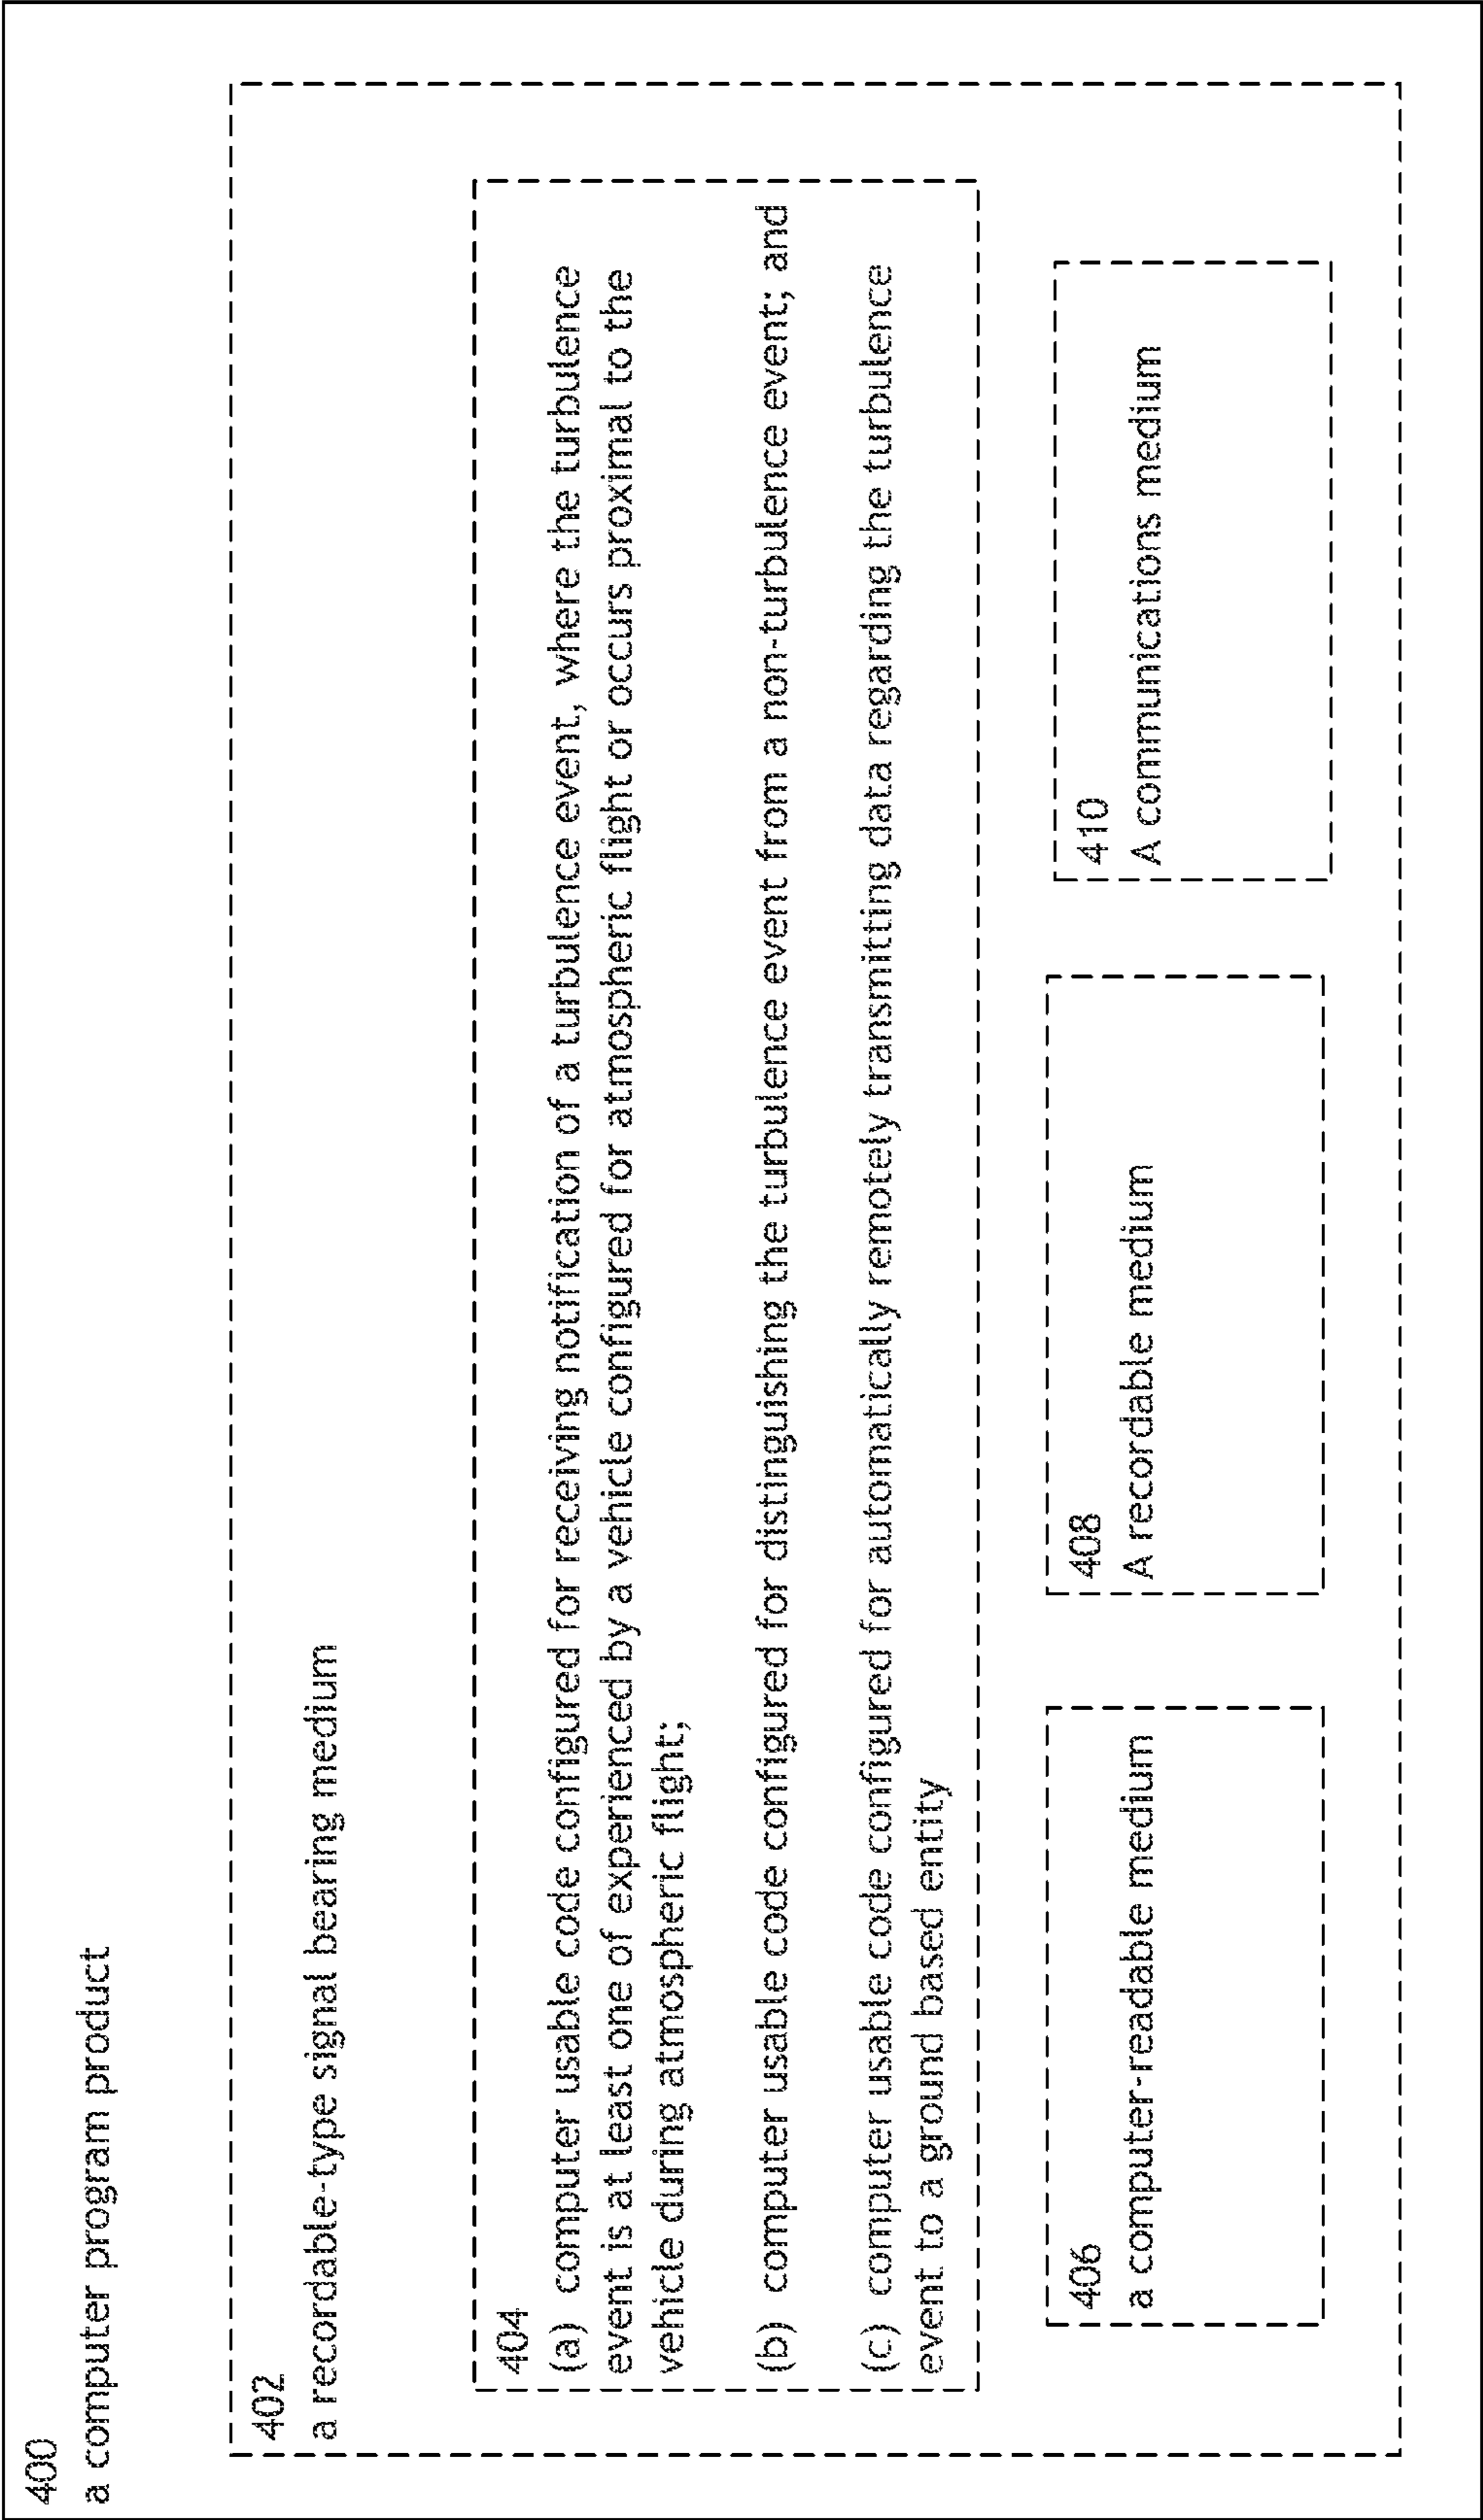 400
a computer program product
402
a recordable-type signal bearing medium
404
(a) computer usable code configured for receiving notification of a turbulence event, where the turbulence
event is at least one of experienced by a vehicle configured for atmospheric flight or occurs proximal to the
vehicle during atmospheric flight;
(b) computer usable code configured for distinguishing the turbulence event from a non-turbulence event; and
(c) computer usable code configured for automatically remotely transmitting data regarding the turbulence
event to a ground based entity
406
a computer-readable medium
408
A recordable medium
410
A communications medium